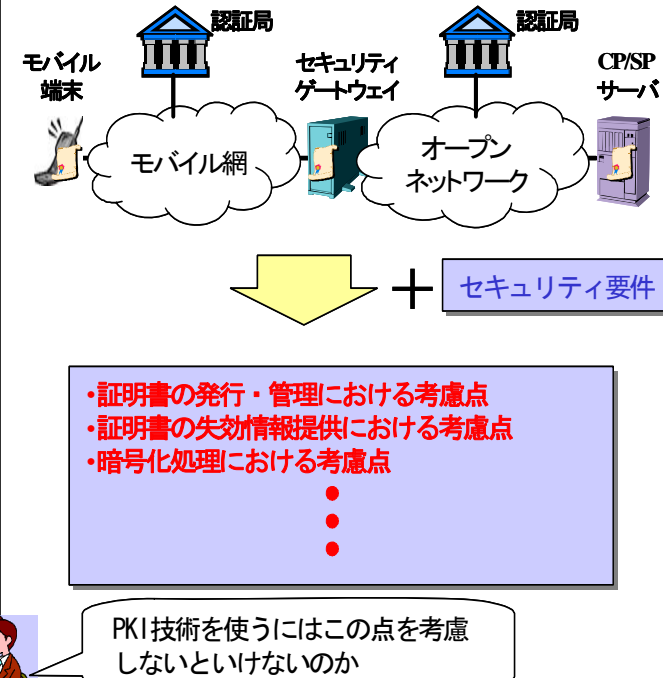 認証局
認証局
モバイル
端末
セキュリティ
ゲートウェイ
CP/SP
サーバ
モバイル網
オープン
ネットワーク
+
セキュリティ要件
・証明書の発行・管理における考慮点
・証明書の失効情報提供における考慮点
・暗号化処理における考慮点
●
●
●
PKI技術を使うにはこの点を考慮
しないといけないのか